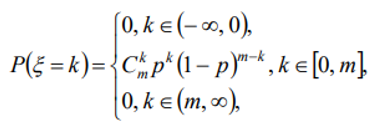 0, k ∈ (−∞, 0),
P(ξ = k) = { C_m^k p^k (1 − p)^{m−k}, k ∈ [0, m],
0, k ∈ (m, ∞),